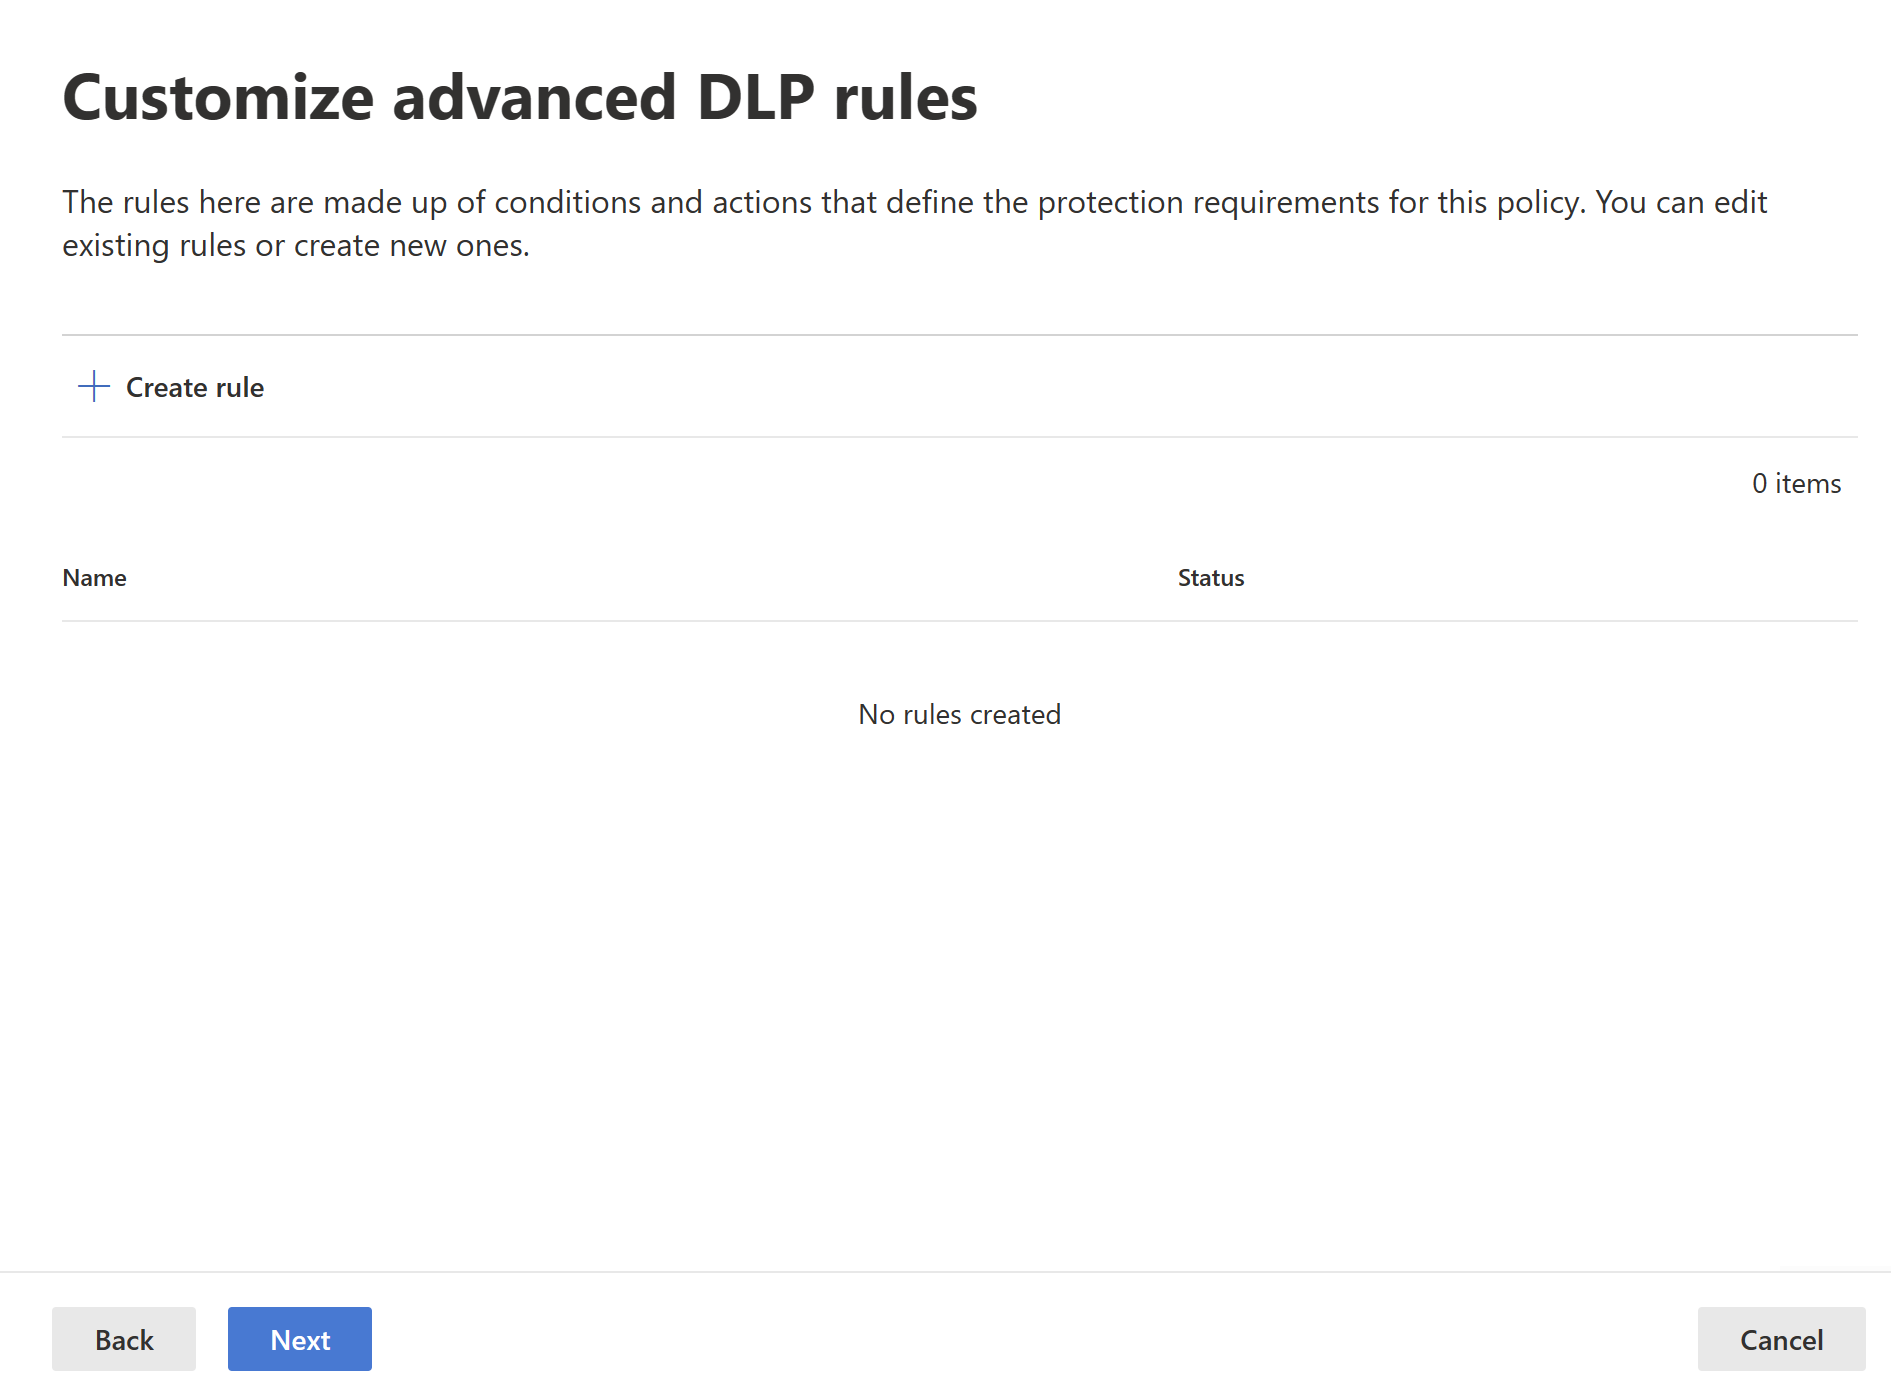 Customize advanced DLP rules
The rules here are made up of conditions and actions that define the protection requirements for this policy. You can edit
existing rules or create new ones.
Create rule
0 items
Name Status
No rules created
Back Next Cancel